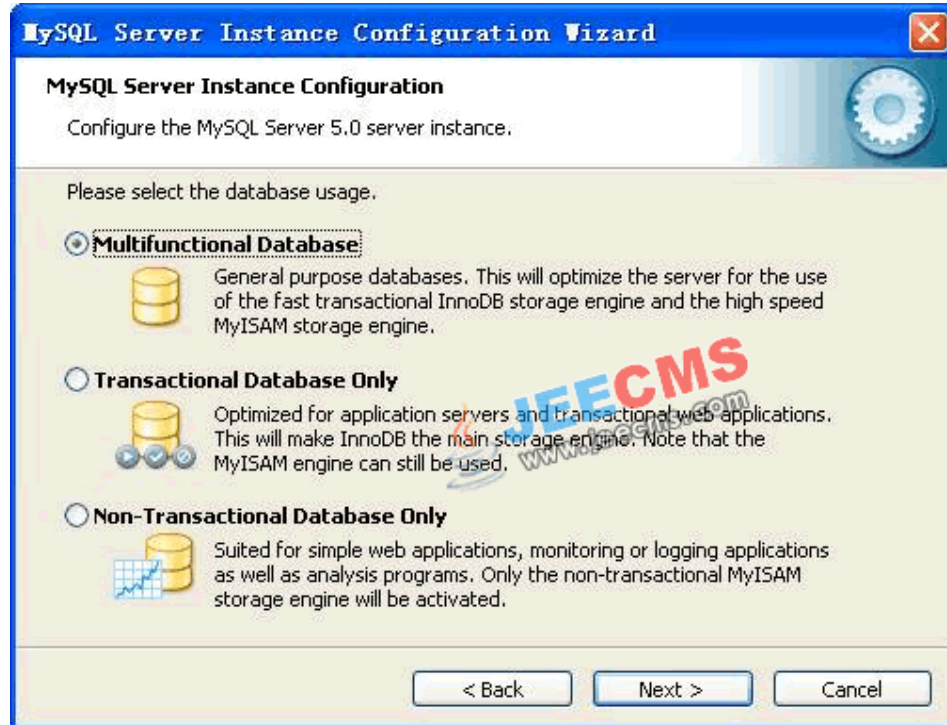 MySQL Server Instance Configuration Wizard
MySQL Server Instance Configuration
Configure the MySQL Server 5.0 server instance.
Please select the database usage.
Multifunctional Database
General purpose databases. This will optimize the server for the use
of the fast transactional InnoDB storage engine and the high speed
MyISAM storage engine.
Transactional Database Only
Optimized for application servers and transactional web applications.
This will make InnoDB the main storage engine. Note that the
MyISAM engine can still be used.
JEECMS
www.jeecms.com
Non-Transactional Database Only
Suited for simple web applications, monitoring or logging applications
as well as analysis programs. Only the non-transactional MyISAM
storage engine will be activated.
< Back
Next >
Cancel